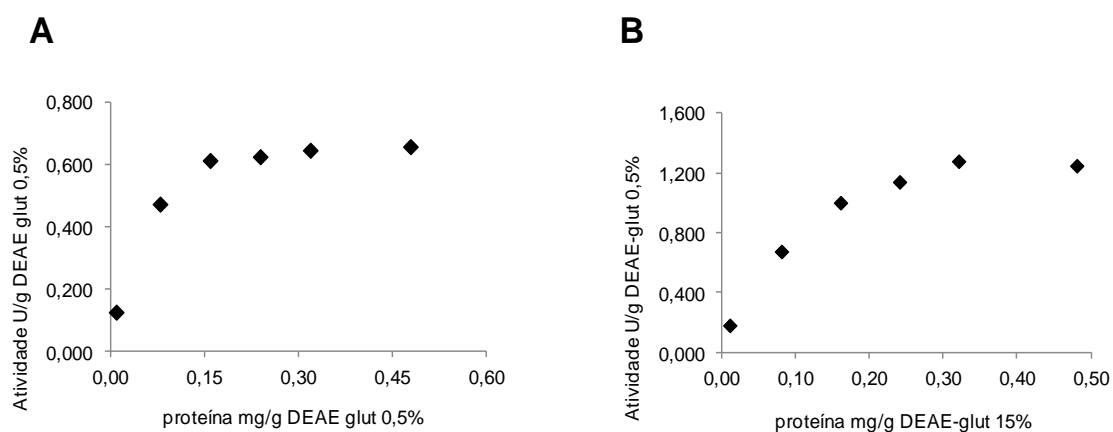 A
0,800
0,600
0,400
0,200
0,000
0,00 0,15 0,30 0,45 0,60
Atividade U/g DEAE glut 0,5%
proteína mg/g DEAE glut 0,5%
B
1,600
1,200
0,800
0,400
0,000
0,00 0,10 0,20 0,30 0,40 0,50
Atividade U/g DEAE-glut 0,5%
proteína mg/g DEAE-glut 15%